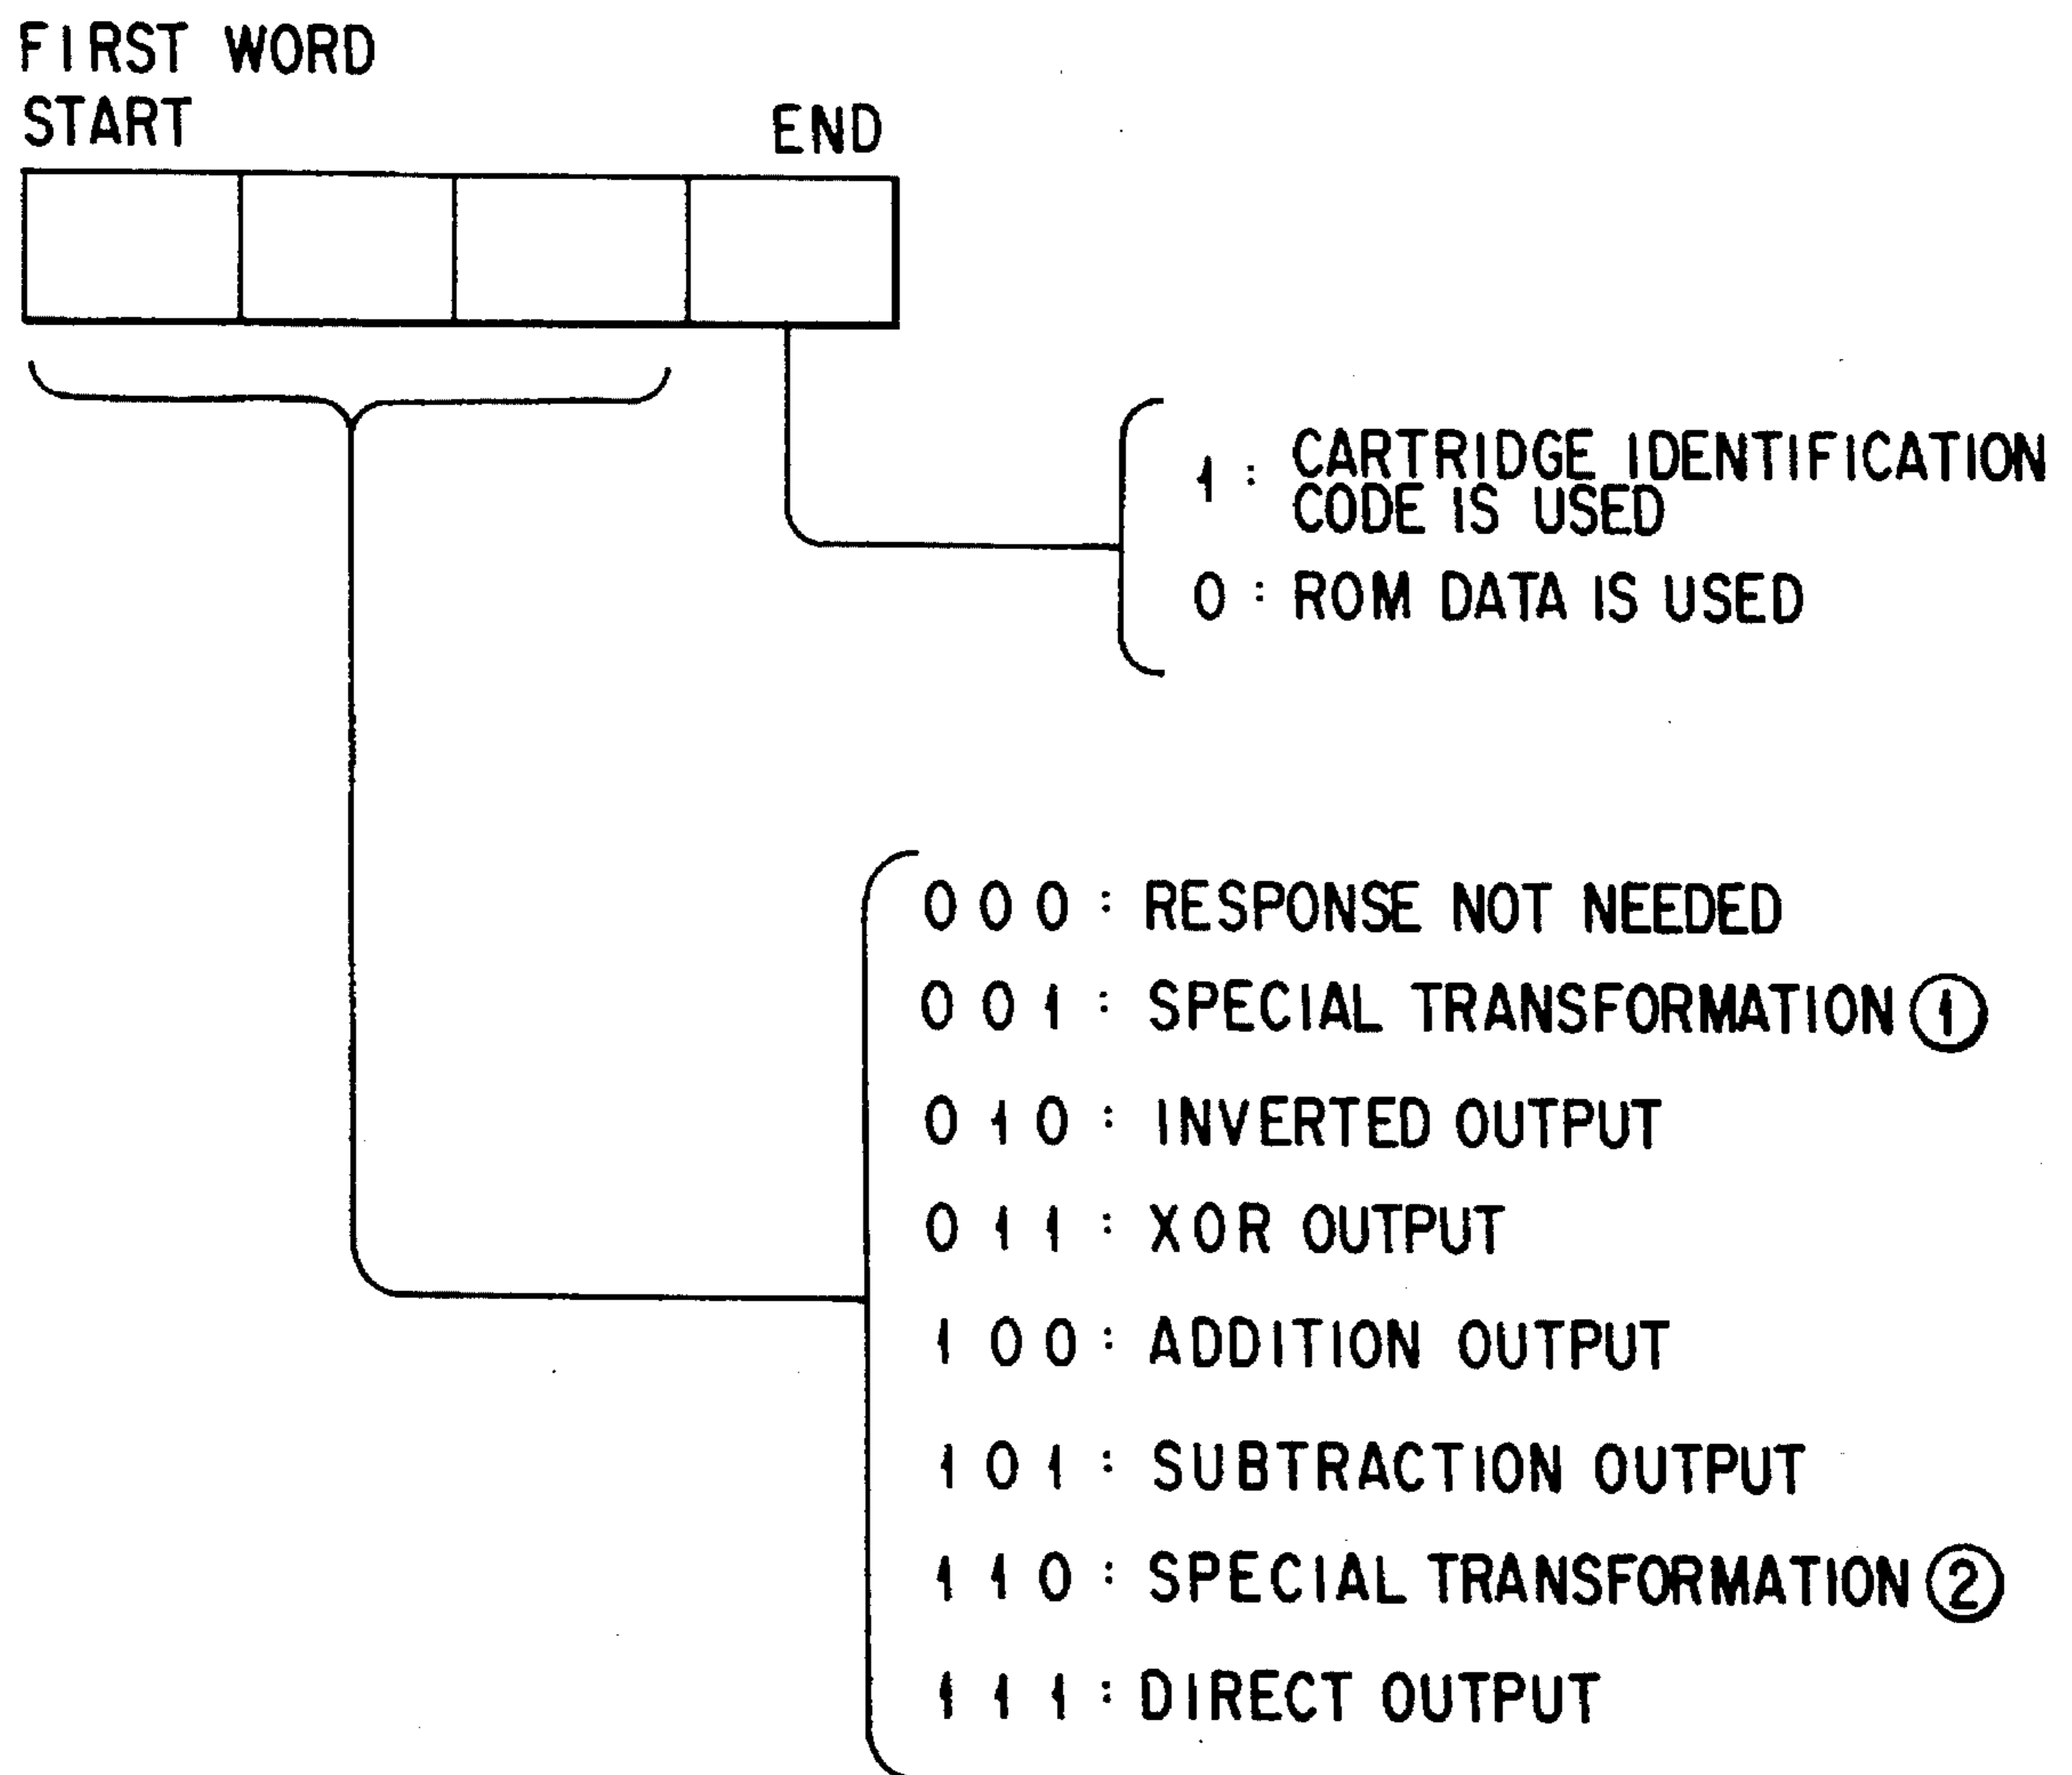 FIRST WORD
START
END
1 : CARTRIDGE IDENTIFICATION
CODE IS USED
0 : ROM DATA IS USED
0 0 0 : RESPONSE NOT NEEDED
0 0 1 : SPECIAL TRANSFORMATION ①
0 1 0 : INVERTED OUTPUT
0 1 1 : XOR OUTPUT
1 0 0 : ADDITION OUTPUT
1 0 1 : SUBTRACTION OUTPUT
1 1 0 : SPECIAL TRANSFORMATION ②
1 1 1 : DIRECT OUTPUT